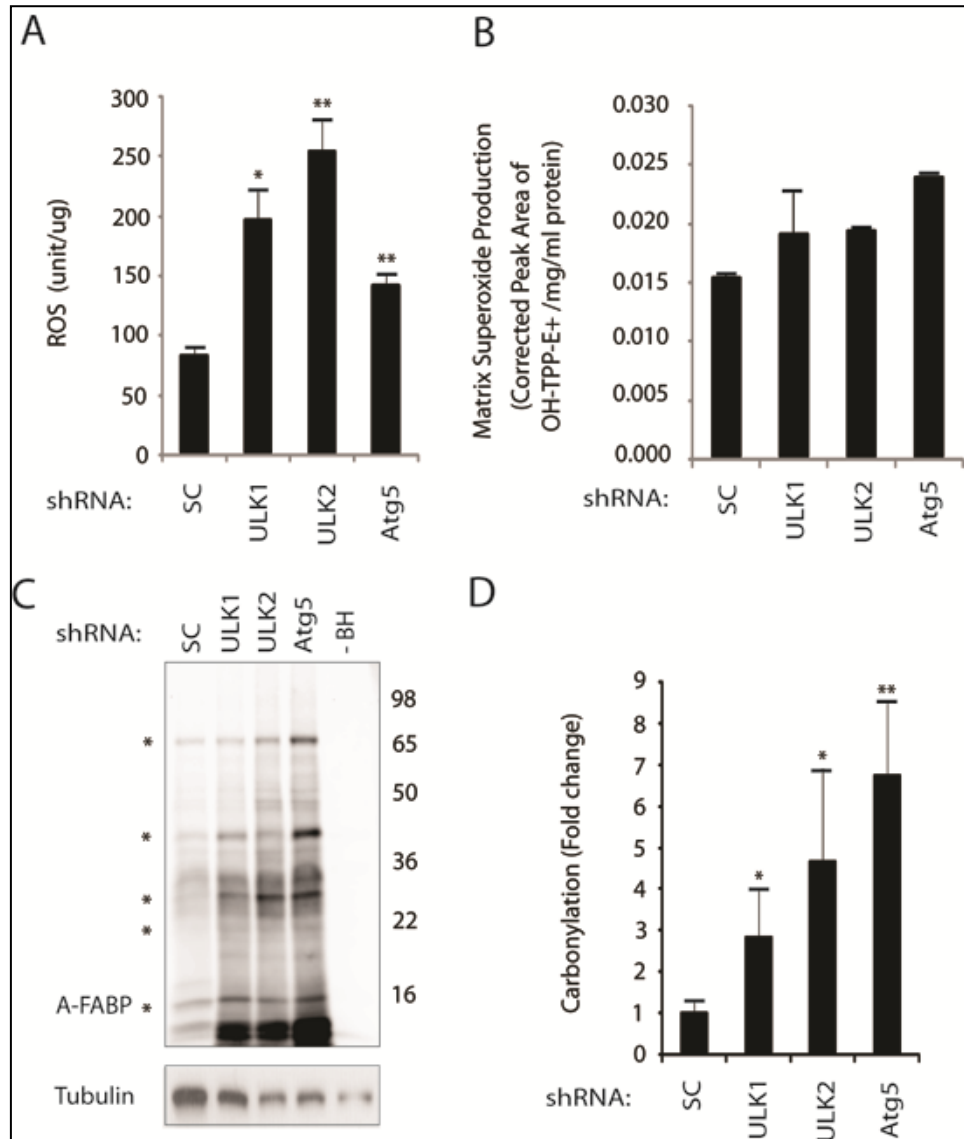 A
ROS (unit/ug)
300
250
200
150
100
50
0
*
**
**
shRNA:
SC
ULK1
ULK2
Atg5
B
Matrix Superoxide Production
(Corrected Peak Area of
OH-TPP-E+ /mg/ml protein)
0.030
0.025
0.020
0.015
0.010
0.005
0.000
shRNA:
SC
ULK1
ULK2
Atg5
C
shRNA:
SC
ULK1
ULK2
Atg5
- BH
98
* 65
50
*
36
*
22
*
16
A-FABP *
Tubulin
D
Carbonylation (Fold change)
9
8
7
6
5
4
3
2
1
0
*
*
**
shRNA:
SC
ULK1
ULK2
Atg5